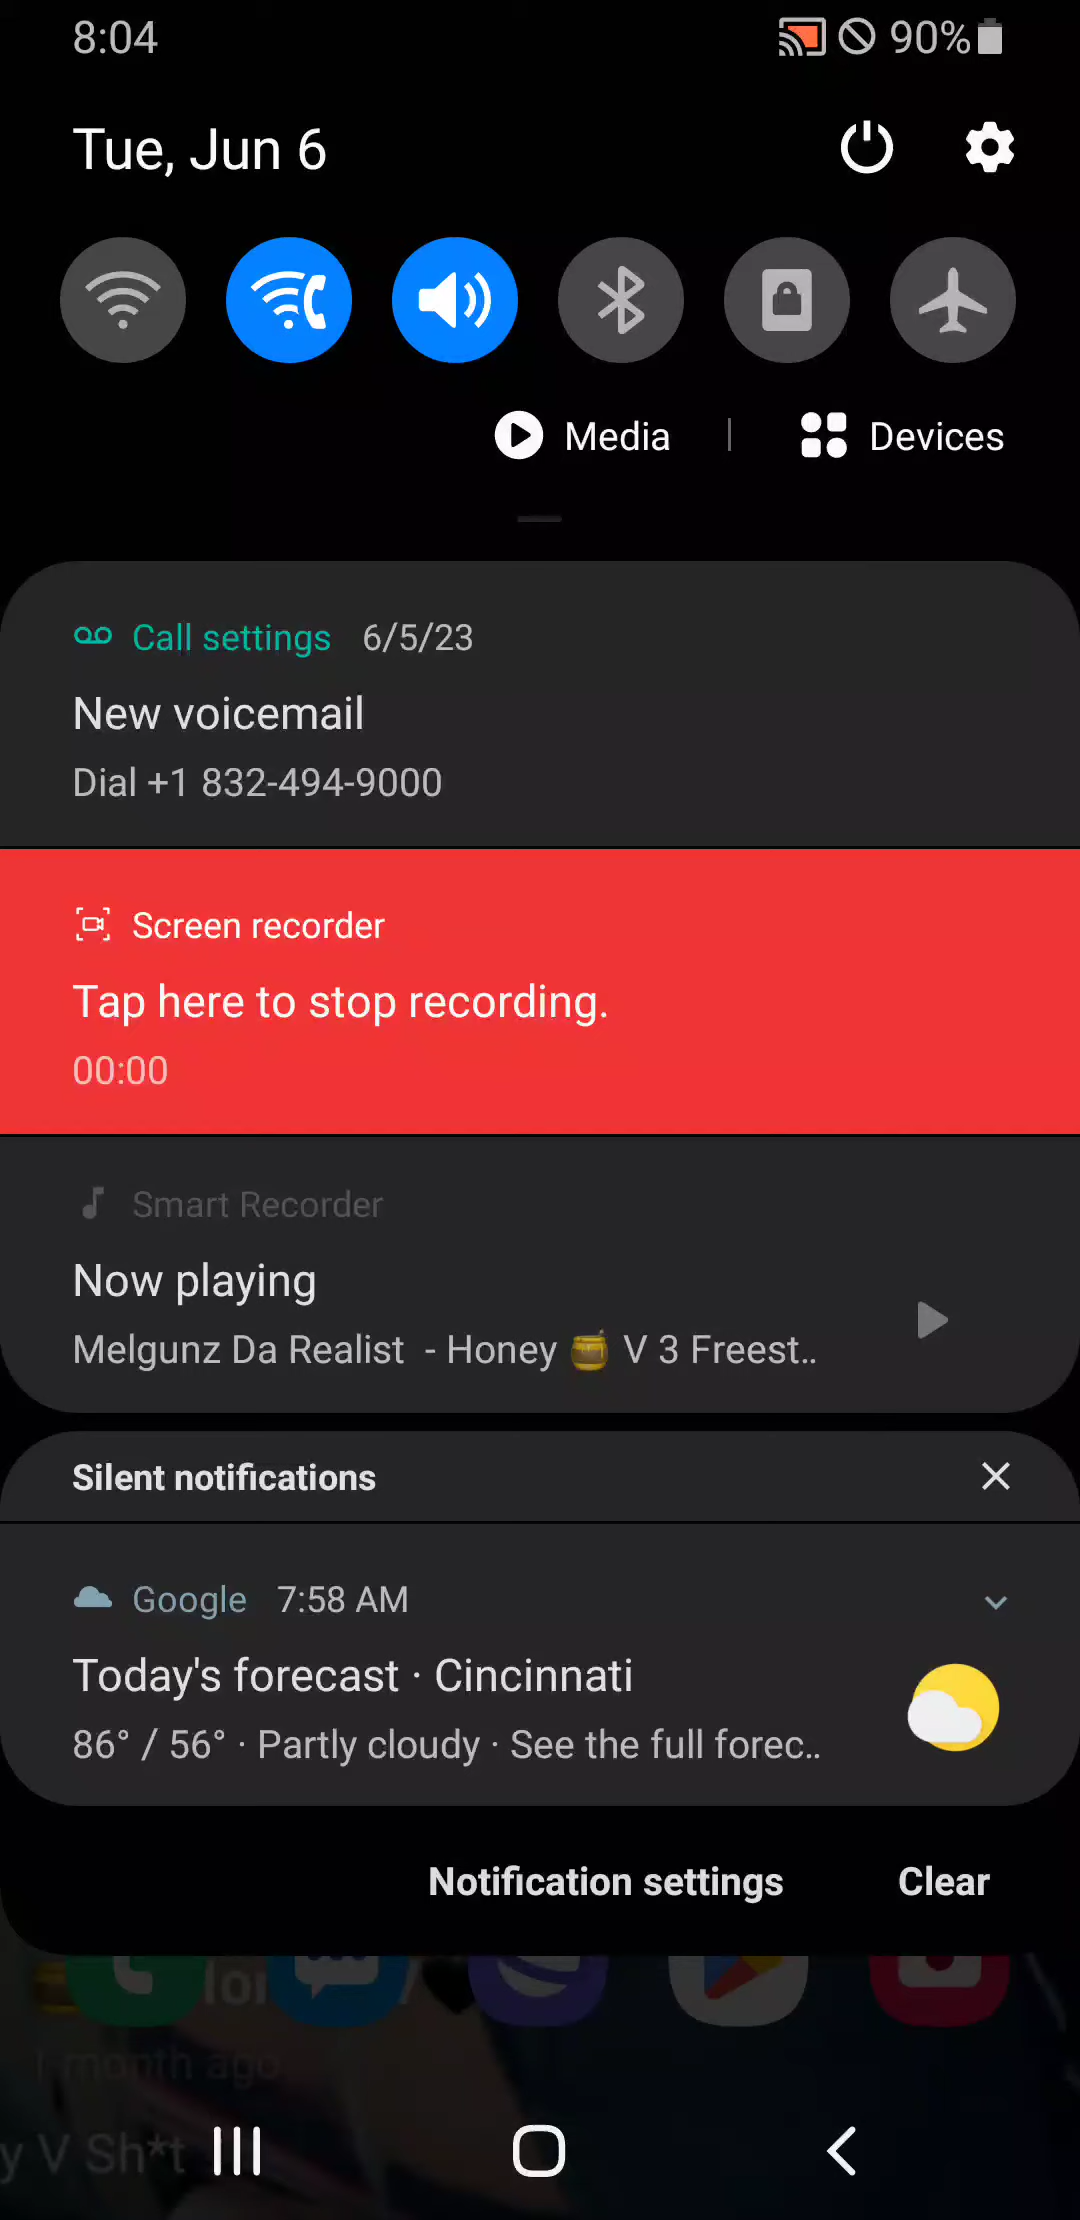 8:04
90%
Tue, Jun 6
Media
Devices
Call settings 6/5/23
New voicemail
Dial +1 832-494-9000
Screen recorder
Tap here to stop recording.
00:00
Smart Recorder
Now playing
Melgunz Da Realist - Honey 🍯 V 3 Freest..
Silent notifications
Google 7:58 AM
Today's forecast · Cincinnati
86° / 56° · Partly cloudy · See the full forec..
Notification settings
Clear
month ago
y V Sh*t